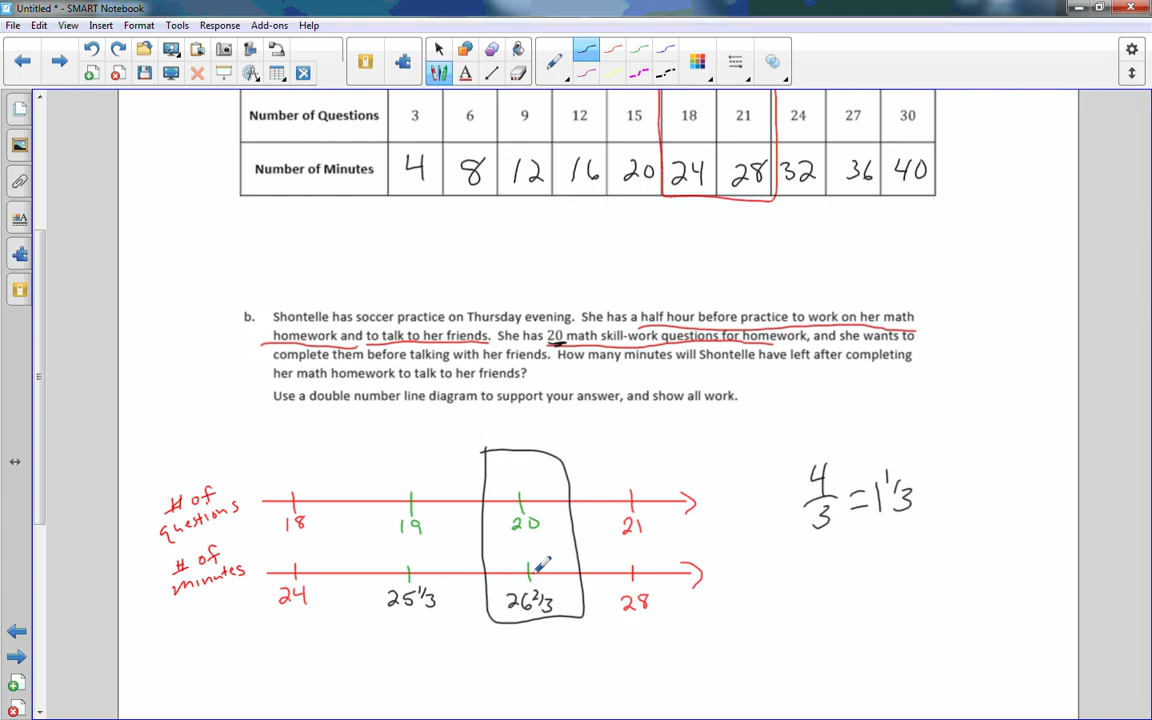 Untitled * - SMART Notebook
File Edit View Insert Format Tools Response Add-ons Help
Number of Questions 3 6 9 12 15 18 21 24 27 30
Number of Minutes 4 8 12 16 20 24 28 32 36 40
b. Shontelle has soccer practice on Thursday evening. She has a half hour before practice to work on her math
homework and to talk to her friends. She has 20 math skill-work questions for homework, and she wants to
complete them before talking with her friends. How many minutes will Shontelle have left after completing
her math homework to talk to her friends?
Use a double number line diagram to support your answer, and show all work.
# of
questions
18 19 20 21
# of
minutes
24 25 1/3 26 2/3 28
4/3 = 1 1/3